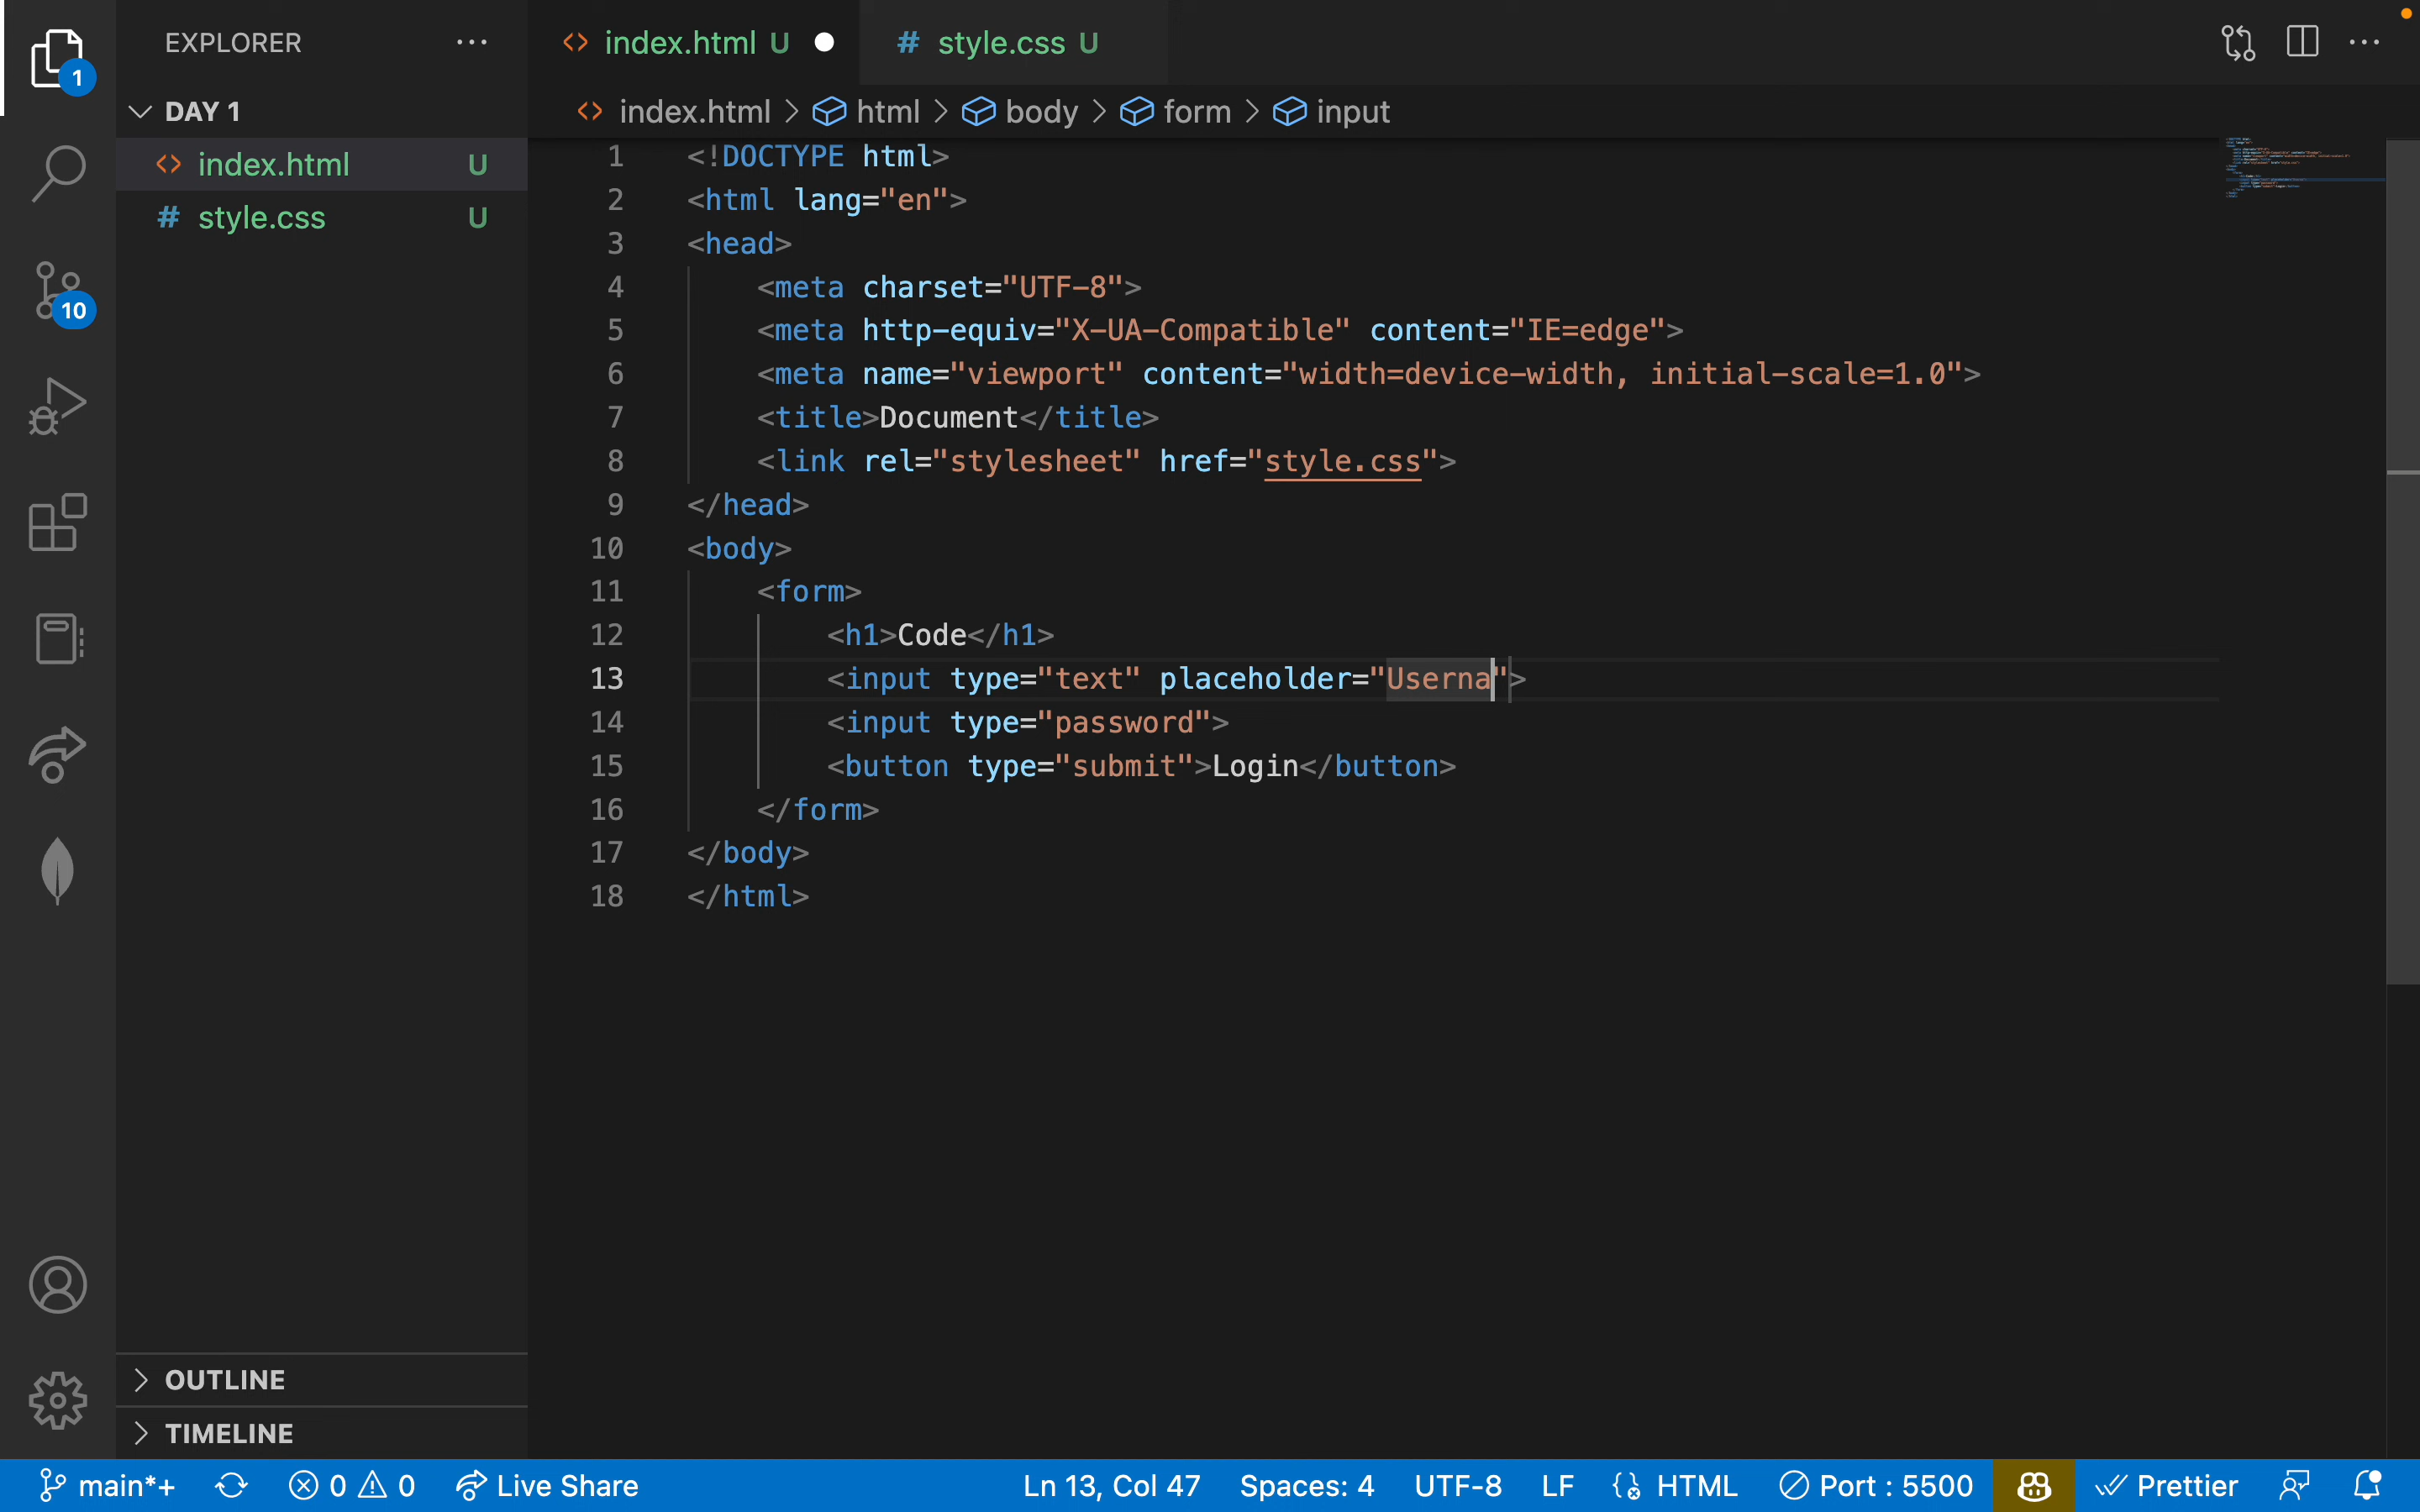 EXPLORER
DAY 1
index.html U
style.css U
OUTLINE
TIMELINE
1
10
index.html U
style.css U
index.html > html > body > form > input
1 <!DOCTYPE html>
2 <html lang="en">
3 <head>
4 <meta charset="UTF-8">
5 <meta http-equiv="X-UA-Compatible" content="IE=edge">
6 <meta name="viewport" content="width=device-width, initial-scale=1.0">
7 <title>Document</title>
8 <link rel="stylesheet" href="style.css">
9 </head>
10 <body>
11 <form>
12 <h1>Code</h1>
13 <input type="text" placeholder="Userna">
14 <input type="password">
15 <button type="submit">Login</button>
16 </form>
17 </body>
18 </html>
main*+ 0 0 Live Share Ln 13, Col 47 Spaces: 4 UTF-8 LF HTML Port : 5500 Prettier